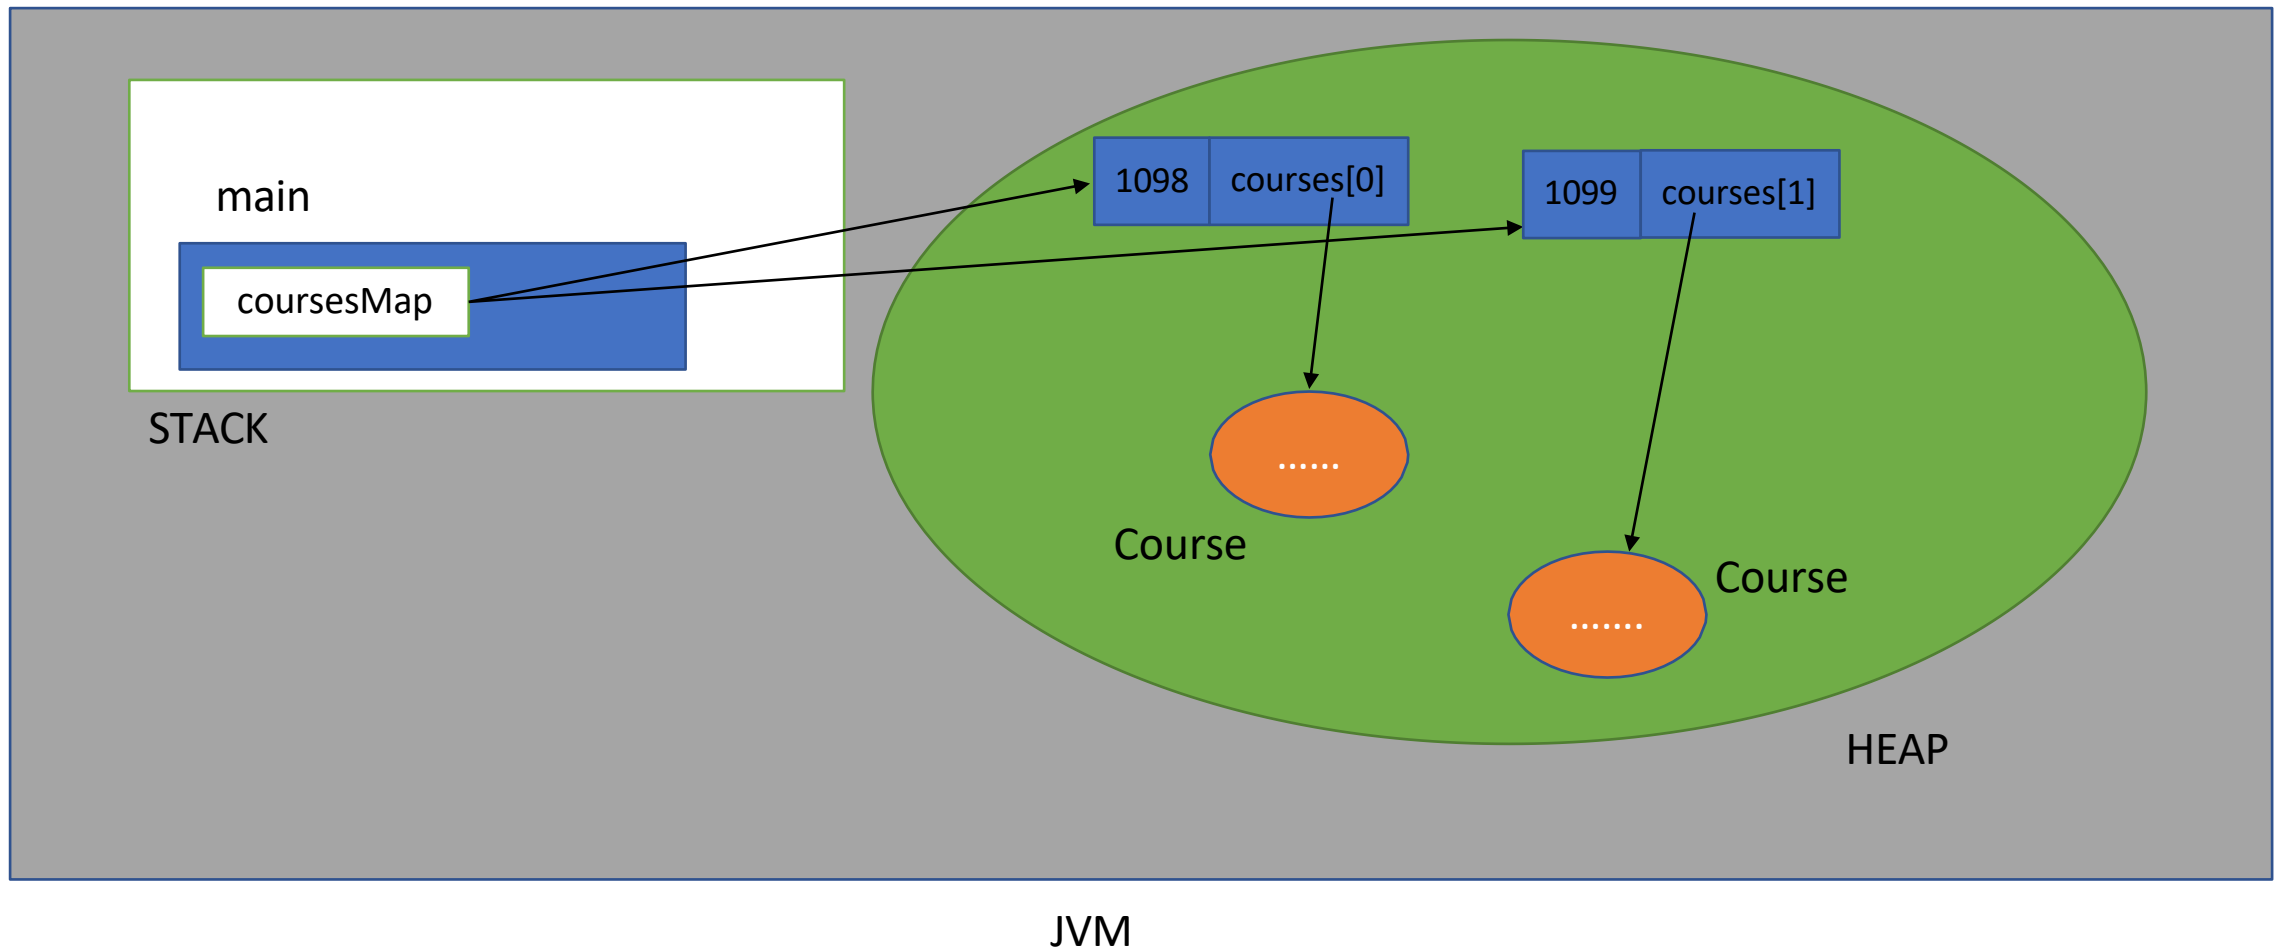 main
coursesMap
STACK
1098 courses[0]
1099 courses[1]
......
Course
.......
Course
HEAP
JVM